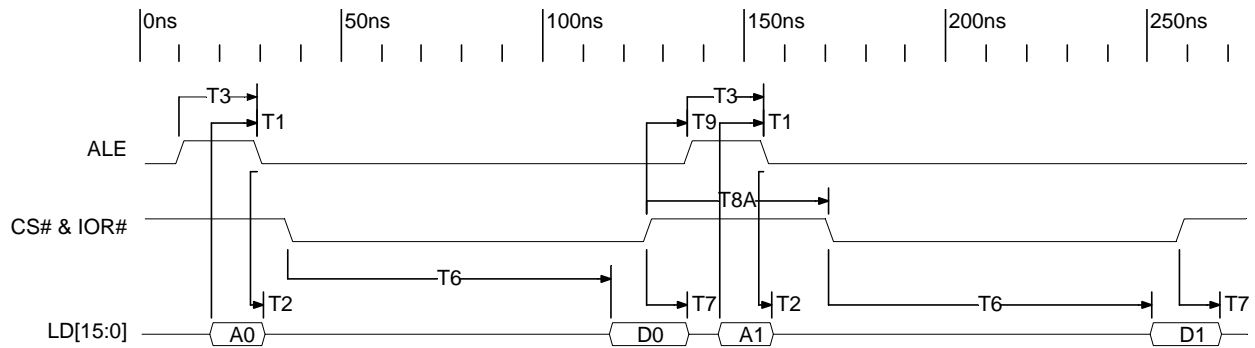 0ns 50ns 100ns 150ns 200ns 250ns
T3 T3
T1 T9 T1
ALE
T8A
CS# & IOR#
T6 T6
T2 T7 T2 T7
LD[15:0] A0 D0 A1 D1